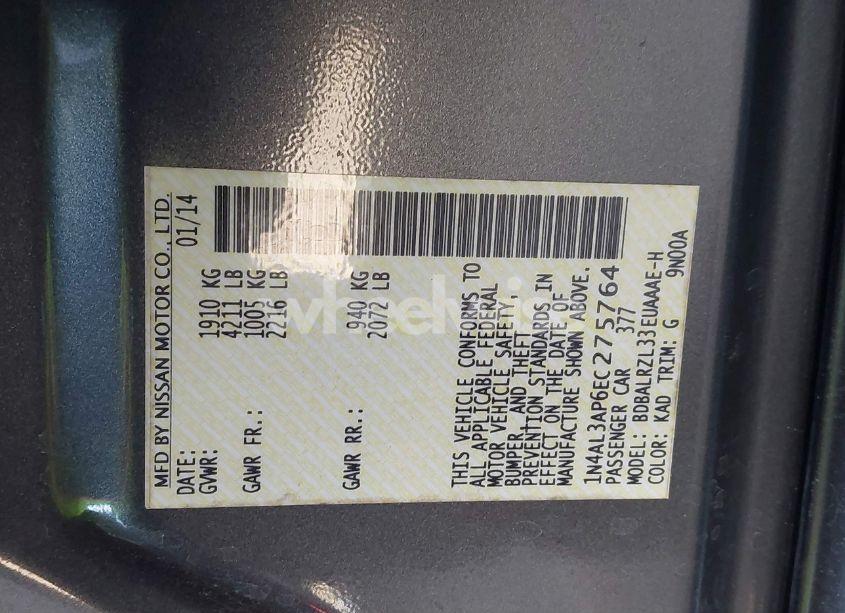 MFD BY NISSAN MOTOR CO., LTD.
DATE: 01/14
GVWR: 1910 KG
4211 LB
GAWR FR.: 1005 KG
2216 LB
GAWR RR.: 940 KG
2072 LB
THIS VEHICLE CONFORMS TO
ALL APPLICABLE FEDERAL
MOTOR VEHICLE SAFETY,
BUMPER, AND THEFT
PREVENTION STANDARDS IN
EFFECT ON THE DATE OF
MANUFACTURE SHOWN ABOVE.
1N4AL3AP6EC275764
PASSENGER CAR 377
MODEL: BDBALRZL33EUAAAE-H
COLOR: KAD TRIM: G 9N00A